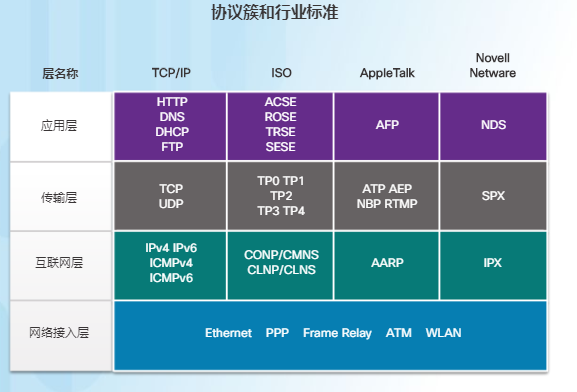 协议簇和行业标准
层名称 TCP/IP ISO AppleTalk Novell
Netware
应用层
HTTP
DNS
DHCP
FTP
ACSE
ROSE
TRSE
SESE
AFP
NDS
传输层
TCP
UDP
TP0 TP1
TP2
TP3 TP4
ATP AEP
NBP RTMP
SPX
互联网层
IPv4 IPv6
ICMPv4
ICMPv6
CONP/CMNS
CLNP/CLNS
AARP
IPX
网络接入层
Ethernet PPP Frame Relay ATM WLAN